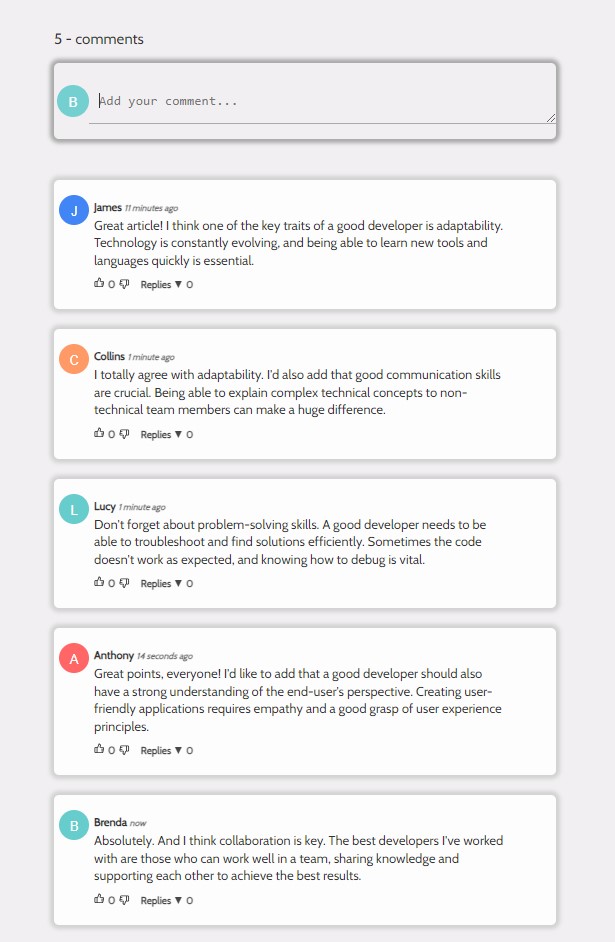 5 - comments
B
Add your comment...
J
James 11 minutes ago
Great article! I think one of the key traits of a good developer is adaptability.
Technology is constantly evolving, and being able to learn new tools and
languages quickly is essential.
0 Replies ▼ 0
C
Collins 1 minute ago
I totally agree with adaptability. I'd also add that good communication skills
are crucial. Being able to explain complex technical concepts to non-
technical team members can make a huge difference.
0 Replies ▼ 0
L
Lucy 1 minute ago
Don't forget about problem-solving skills. A good developer needs to be
able to troubleshoot and find solutions efficiently. Sometimes the code
doesn't work as expected, and knowing how to debug is vital.
0 Replies ▼ 0
A
Anthony 14 seconds ago
Great points, everyone! I'd like to add that a good developer should also
have a strong understanding of the end-user's perspective. Creating user-
friendly applications requires empathy and a good grasp of user experience
principles.
0 Replies ▼ 0
B
Brenda now
Absolutely. And I think collaboration is key. The best developers I've worked
with are those who can work well in a team, sharing knowledge and
supporting each other to achieve the best results.
0 Replies ▼ 0